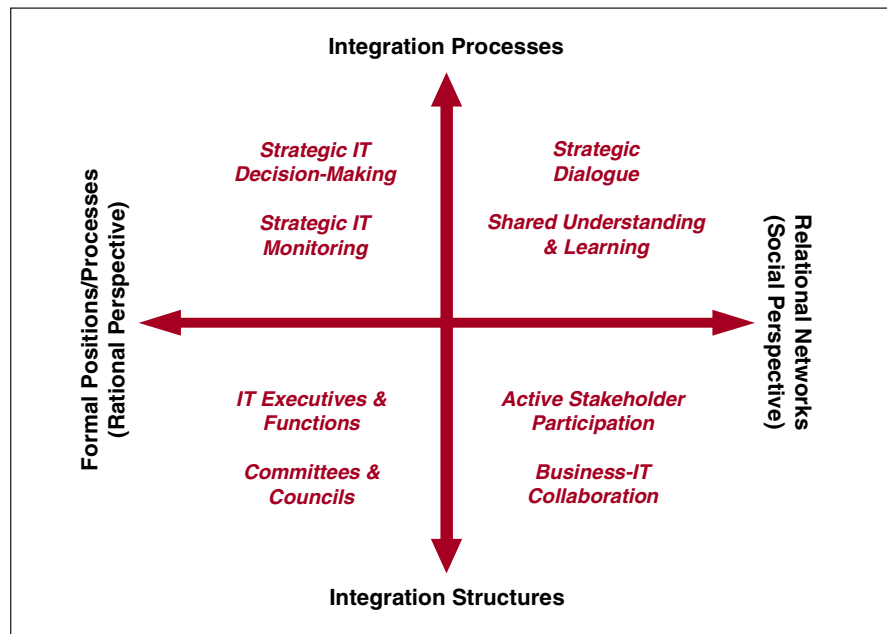 Integration Processes
Strategic IT
Decision-Making
Strategic
Dialogue
Strategic IT
Monitoring
Shared Understanding
& Learning
Formal Positions/Processes
(Rational Perspective)
Relational Networks
(Social Perspective)
IT Executives &
Functions
Active Stakeholder
Participation
Committees &
Councils
Business-IT
Collaboration
Integration Structures